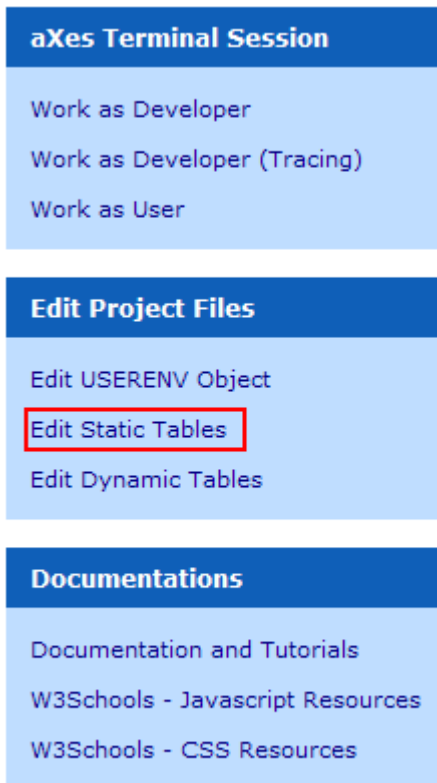 aXes Terminal Session
Work as Developer
Work as Developer (Tracing)
Work as User
Edit Project Files
Edit USERENV Object
Edit Static Tables
Edit Dynamic Tables
Documentations
Documentation and Tutorials
W3Schools - Javascript Resources
W3Schools - CSS Resources